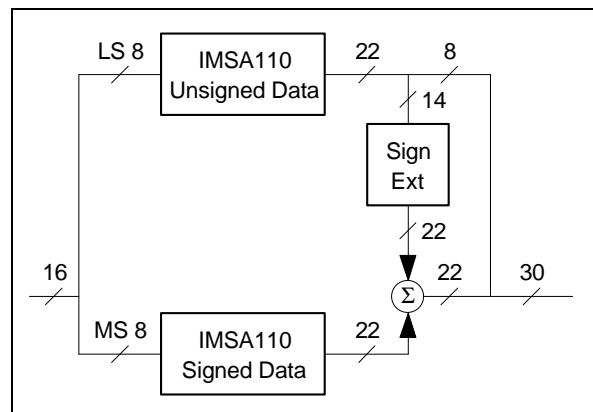 LS 8
IMSA110
Unsigned Data
22
8
14
Sign
Ext
22
16
Σ
22
30
MS 8
IMSA110
Signed Data
22